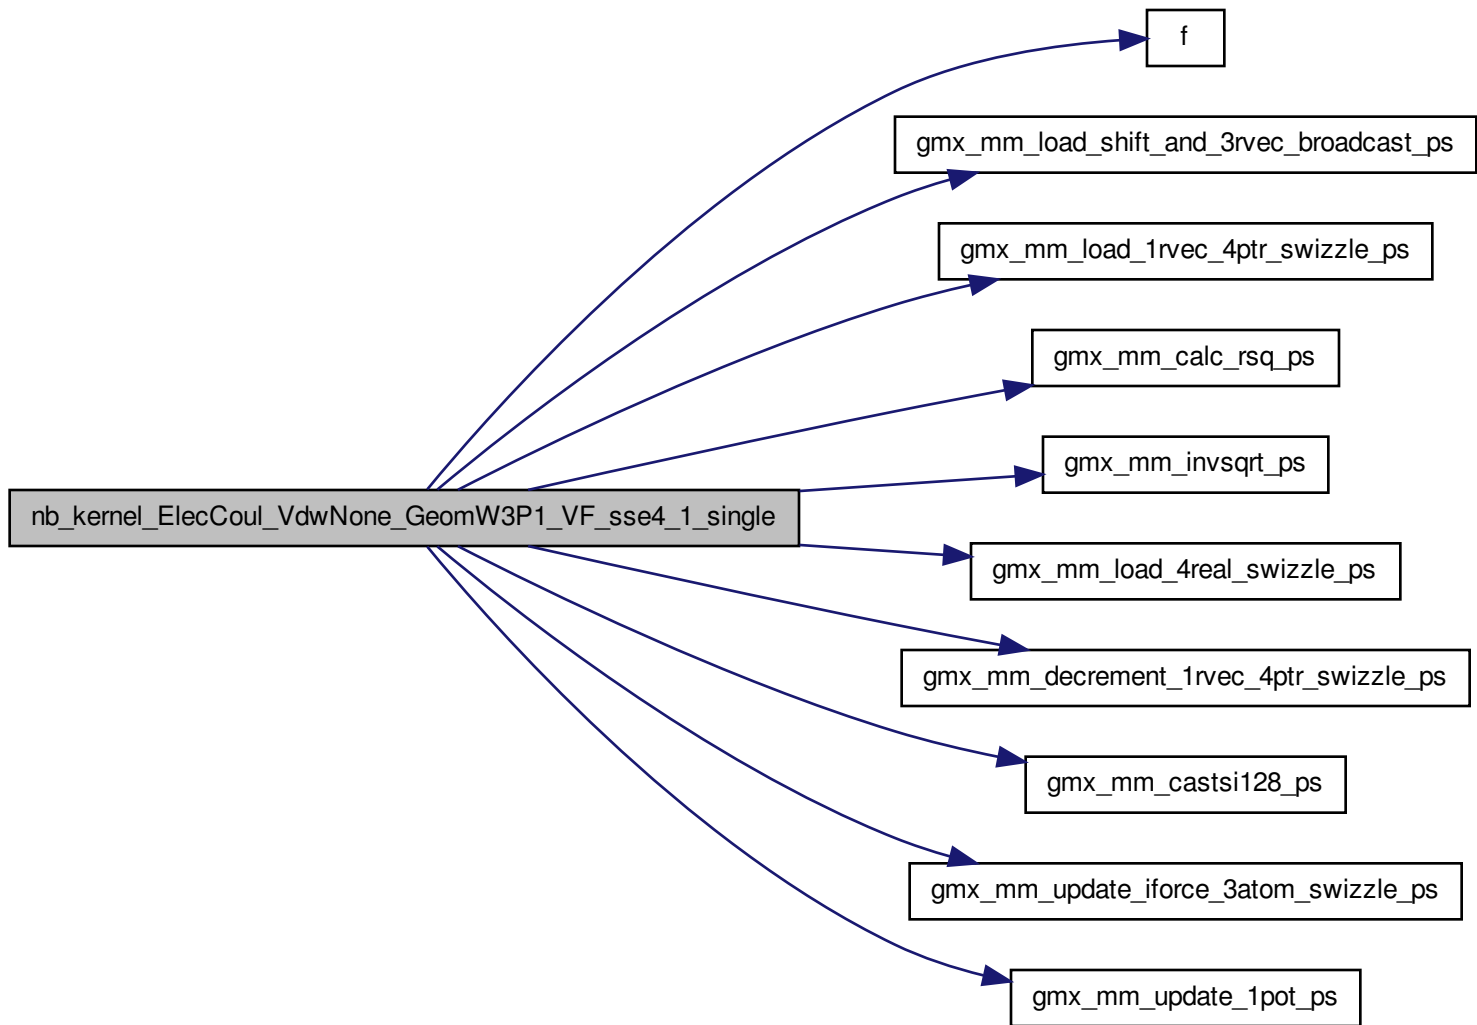 f
gmx_mm_load_shift_and_3rvec_broadcast_ps
gmx_mm_load_1rvec_4ptr_swizzle_ps
gmx_mm_calc_rsq_ps
gmx_mm_invsqrt_ps
nb_kernel_ElecCoul_VdwNone_GeomW3P1_VF_sse4_1_single
gmx_mm_load_4real_swizzle_ps
gmx_mm_decrement_1rvec_4ptr_swizzle_ps
gmx_mm_castsi128_ps
gmx_mm_update_iforce_3atom_swizzle_ps
gmx_mm_update_1pot_ps